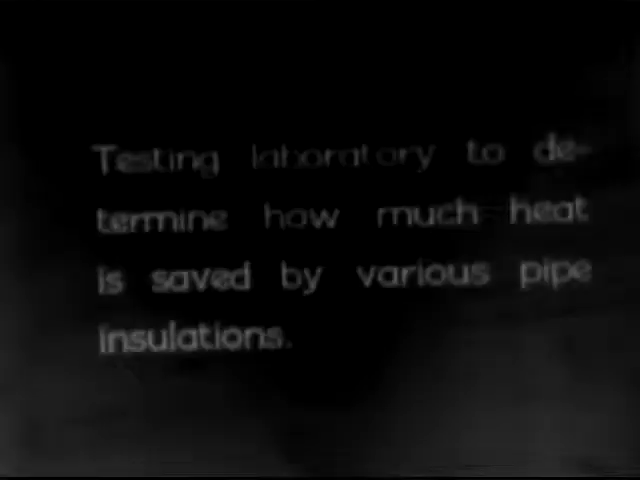 Testing laboratory to de-
termine how much heat
is saved by various pipe
insulations.